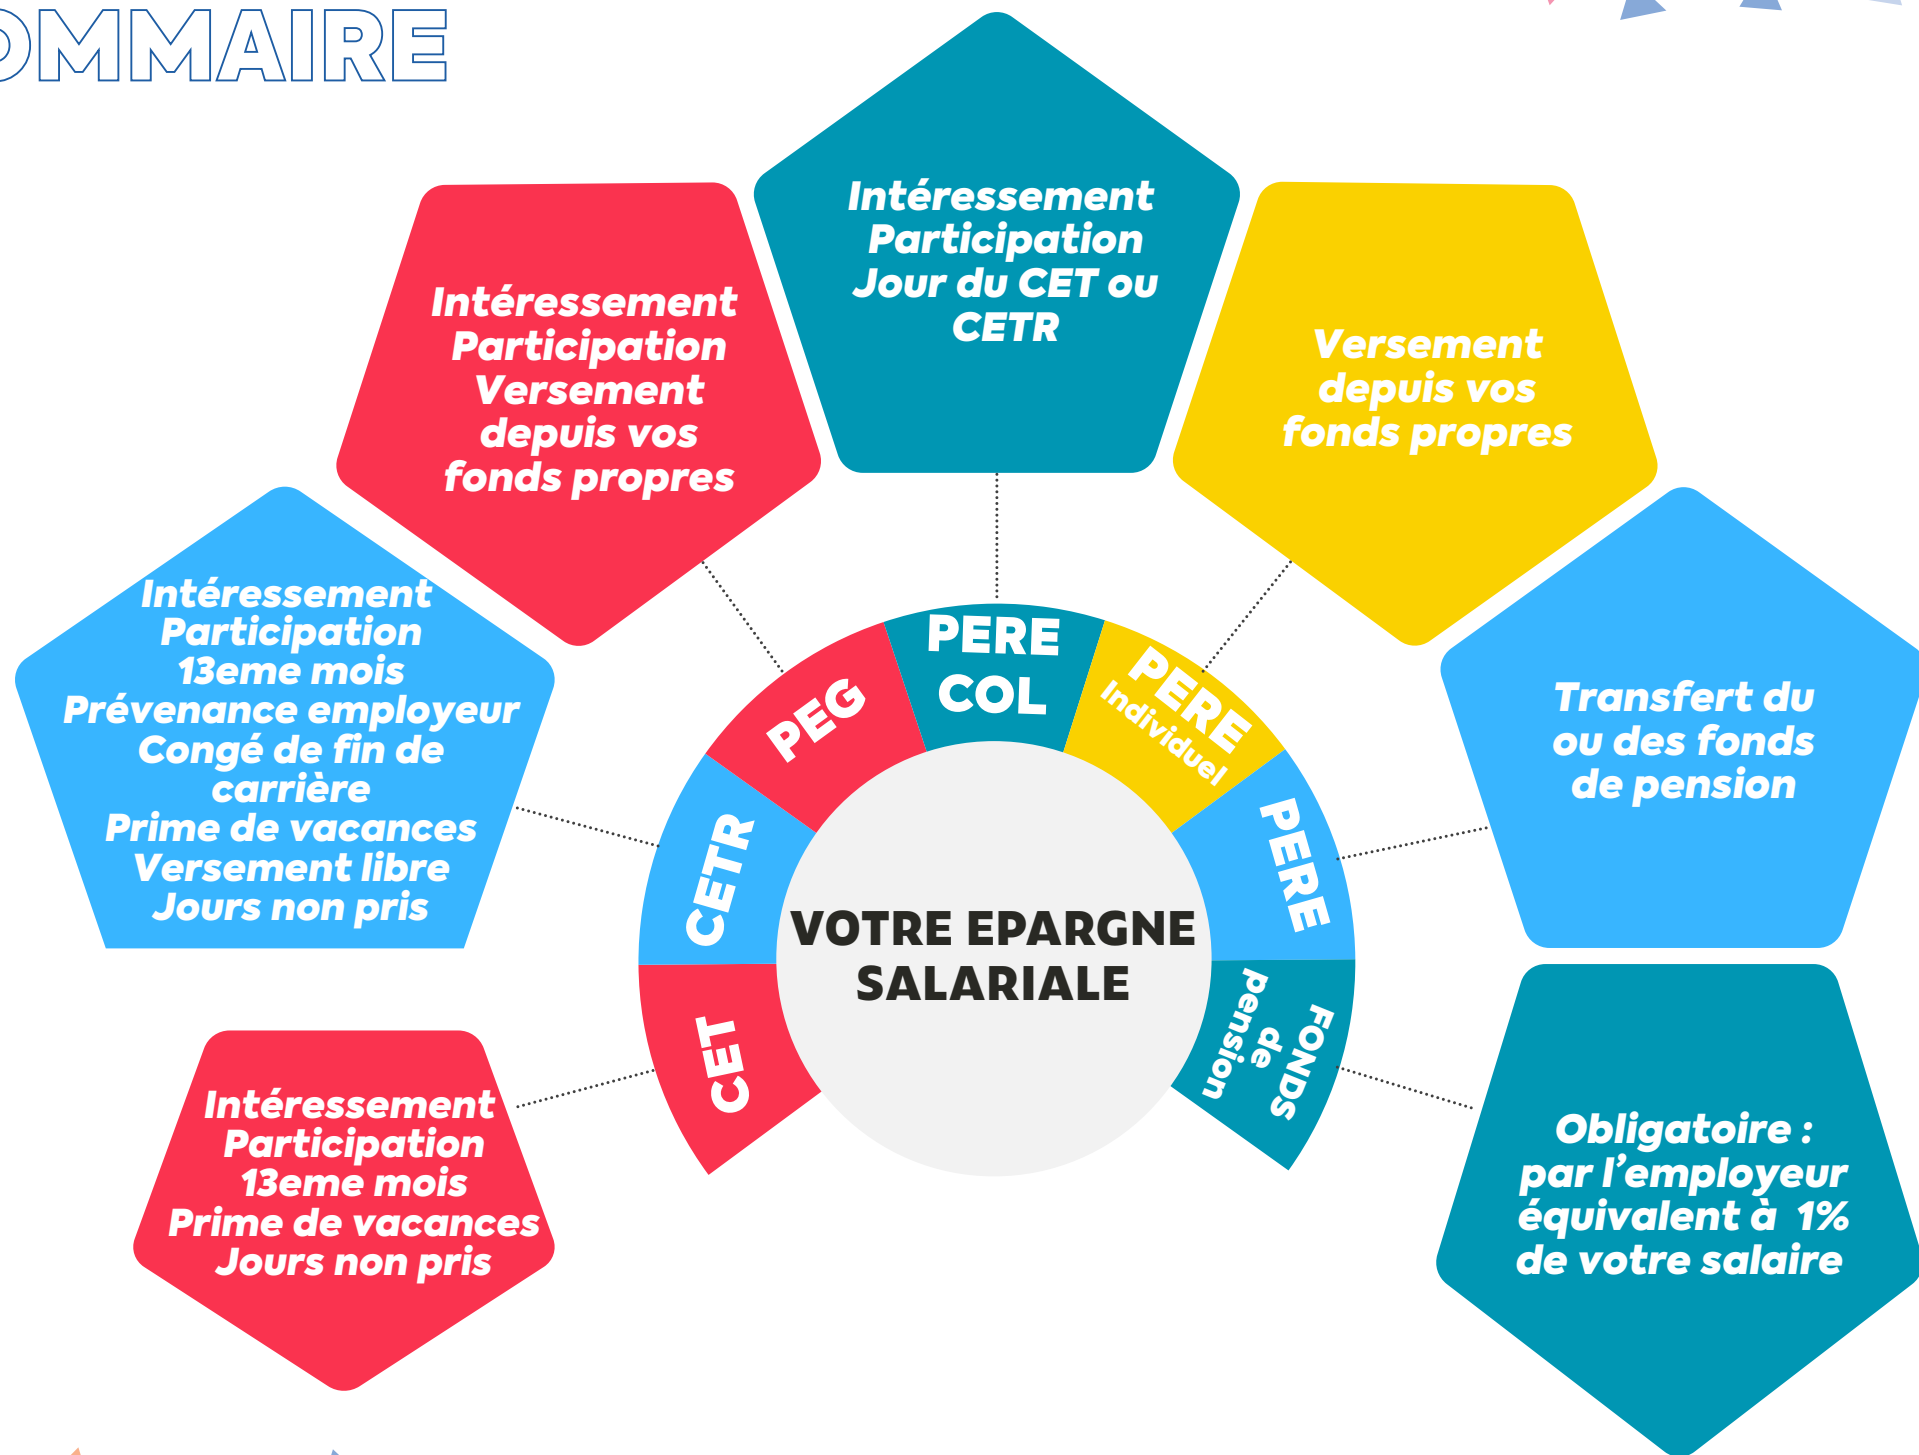 OMMAIRE
Intéressement
Participation
Jour du CET ou
CETR
Intéressement
Participation
Versement
depuis vos
fonds propres
Versement
depuis vos
fonds propres
Intéressement
Participation
13eme mois
Prévenance employeur
Congé de fin de
carrière
Prime de vacances
Versement libre
Jours non pris
Transfert du
ou des fonds
de pension
Intéressement
Participation
13eme mois
Prime de vacances
Jours non pris
Obligatoire :
par l’employeur
équivalent à 1%
de votre salaire
CET
CETR
PEG
PERE
COL
PERE
Individuel
PERE
FONDS
de
pension
VOTRE EPARGNE
SALARIALE